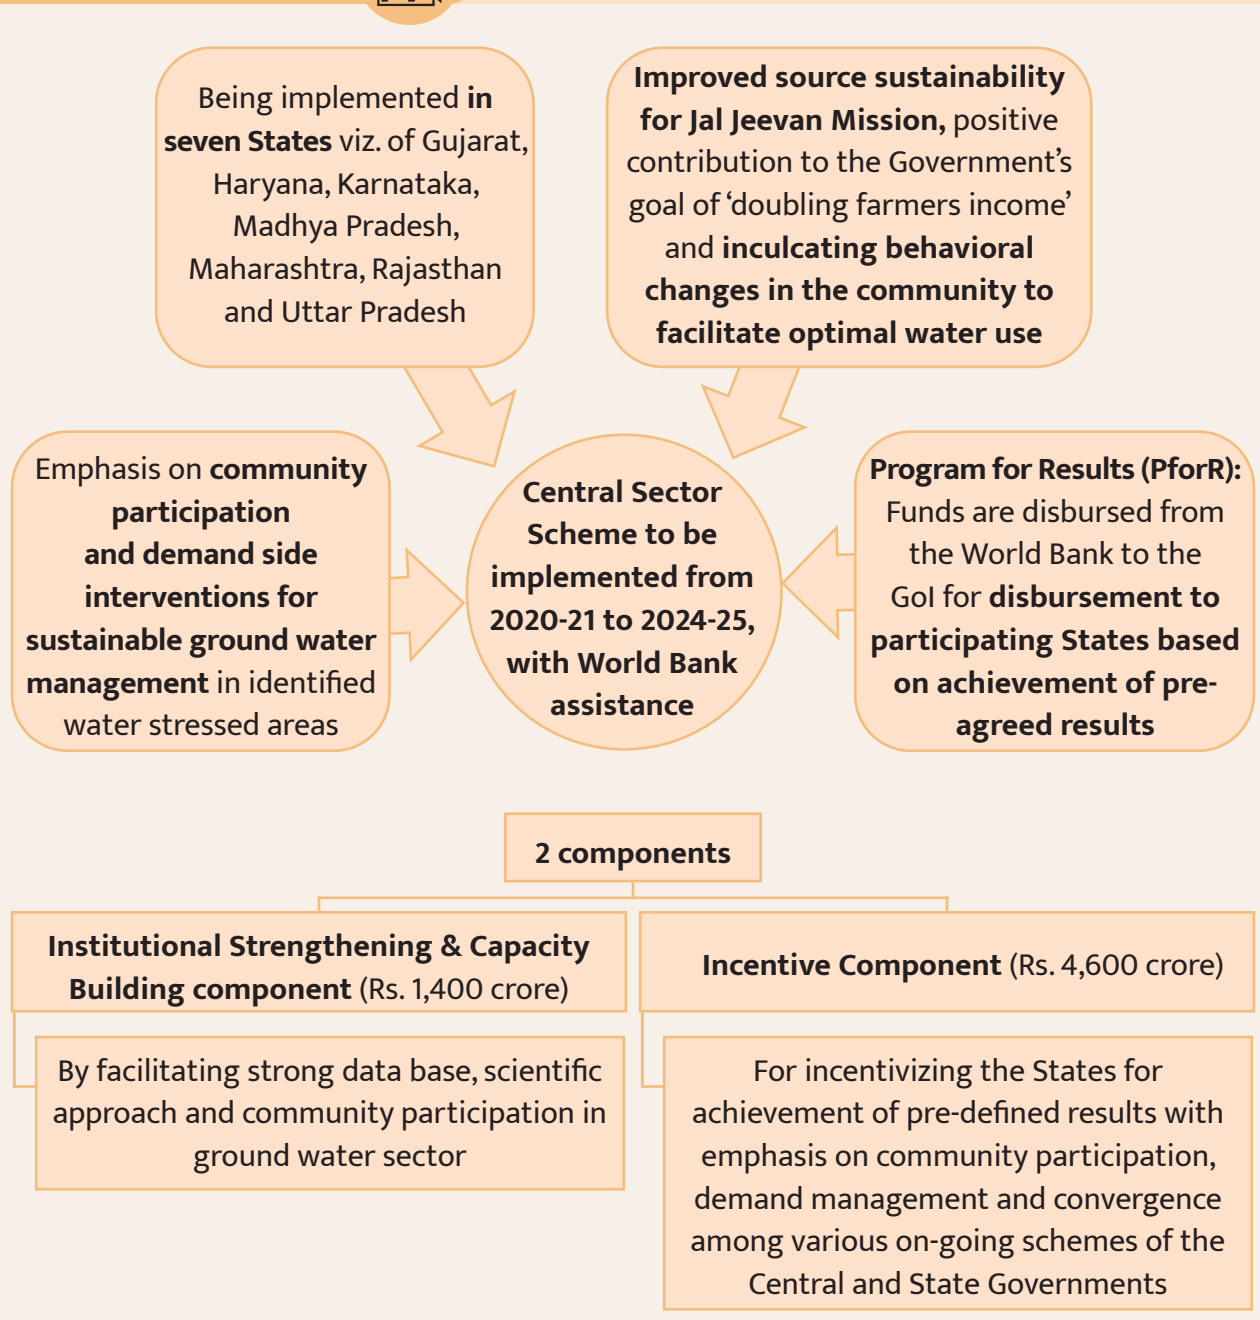 Being implemented in
seven States viz. of Gujarat,
Haryana, Karnataka,
Madhya Pradesh,
Maharashtra, Rajasthan
and Uttar Pradesh
Improved source sustainability
for Jal Jeevan Mission, positive
contribution to the Government’s
goal of ‘doubling farmers income’
and inculcating behavioral
changes in the community to
facilitate optimal water use
Emphasis on community
participation
and demand side
interventions for
sustainable ground water
management in identified
water stressed areas
Central Sector
Scheme to be
implemented from
2020-21 to 2024-25,
with World Bank
assistance
Program for Results (PforR):
Funds are disbursed from
the World Bank to the
GoI for disbursement to
participating States based
on achievement of pre-
agreed results
2 components
Institutional Strengthening & Capacity
Building component (Rs. 1,400 crore)
By facilitating strong data base, scientific
approach and community participation in
ground water sector
Incentive Component (Rs. 4,600 crore)
For incentivizing the States for
achievement of pre-defined results with
emphasis on community participation,
demand management and convergence
among various on-going schemes of the
Central and State Governments